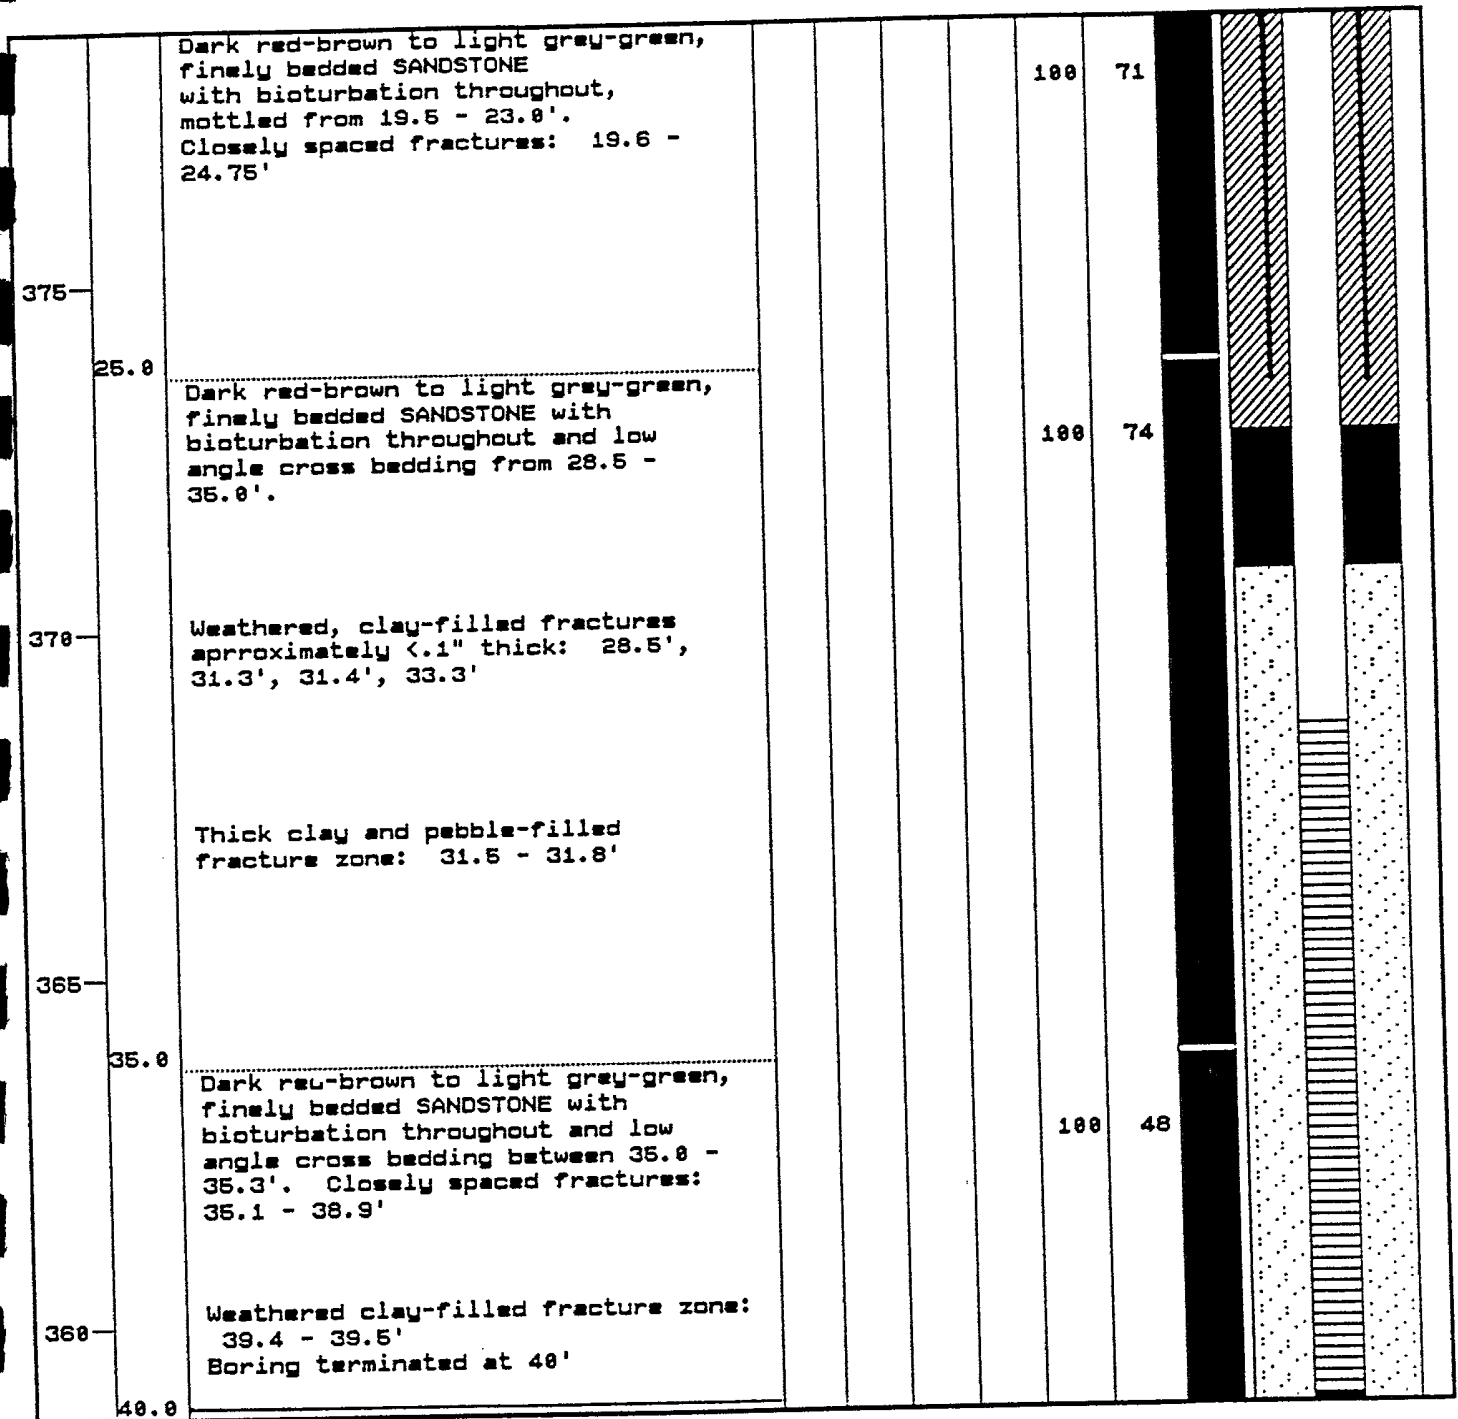 Dark red-brown to light grey-green,
finely bedded SANDSTONE
with bioturbation throughout,
mottled from 19.5 - 23.0'.
Closely spaced fractures: 19.6 -
24.75'
100 71
375
25.0
Dark red-brown to light grey-green,
finely bedded SANDSTONE with
bioturbation throughout and low
angle cross bedding from 28.5 -
35.0'.
100 74
370
Weathered, clay-filled fractures
aprroximately <.1" thick: 28.5',
31.3', 31.4', 33.3'
Thick clay and pebble-filled
fracture zone: 31.5 - 31.8'
365
35.0
Dark red-brown to light grey-green,
finely bedded SANDSTONE with
bioturbation throughout and low
angle cross bedding between 35.0 -
35.3'. Closely spaced fractures:
35.1 - 38.9'
100 48
360
Weathered clay-filled fracture zone:
39.4 - 39.5'
Boring terminated at 40'
40.0